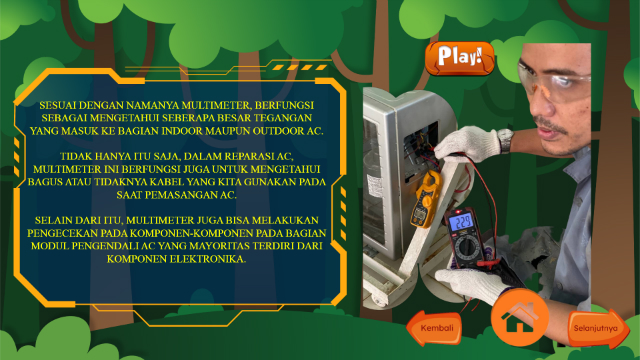 Play!
SESUAI DENGAN NAMANYA MULTIMETER, BERFUNGSI
SEBAGAI MENGETAHUI SEBERAPA BESAR TEGANGAN
YANG MASUK KE BAGIAN INDOOR MAUPUN OUTDOOR AC.
TIDAK HANYA ITU SAJA, DALAM REPARASI AC,
MULTIMETER INI BERFUNGSI JUGA UNTUK MENGETAHUI
BAGUS ATAU TIDAKNYA KABEL YANG KITA GUNAKAN PADA
SAAT PEMASANGAN AC.
SELAIN DARI ITU, MULTIMETER JUGA BISA MELAKUKAN
PENGECEKAN PADA KOMPONEN-KOMPONEN PADA BAGIAN
MODUL PENGENDALI AC YANG MAYORITAS TERDIRI DARI
KOMPONEN ELEKTRONIKA.
229
Kembali
Selanjutnya